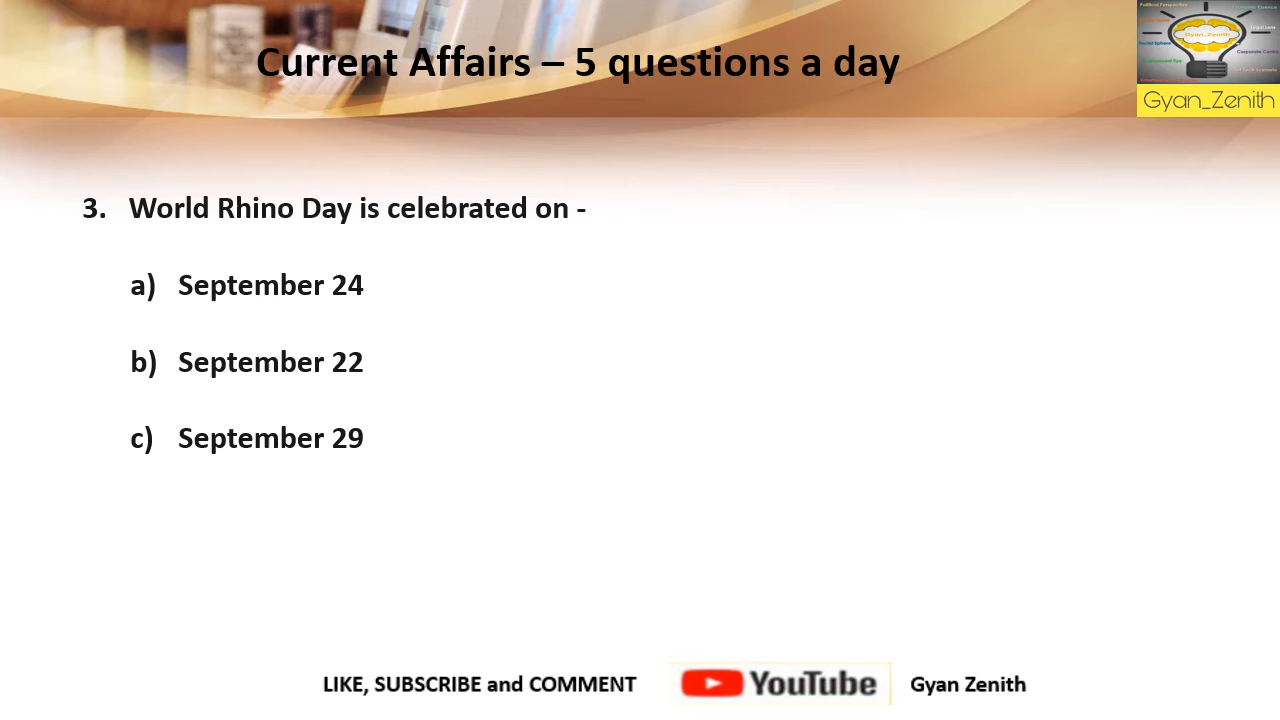 Current Affairs – 5 questions a day
Gyan_Zenith
Gyan_Zenith
3. World Rhino Day is celebrated on -
a) September 24
b) September 22
c) September 29
LIKE, SUBSCRIBE and COMMENT
YouTube
Gyan Zenith